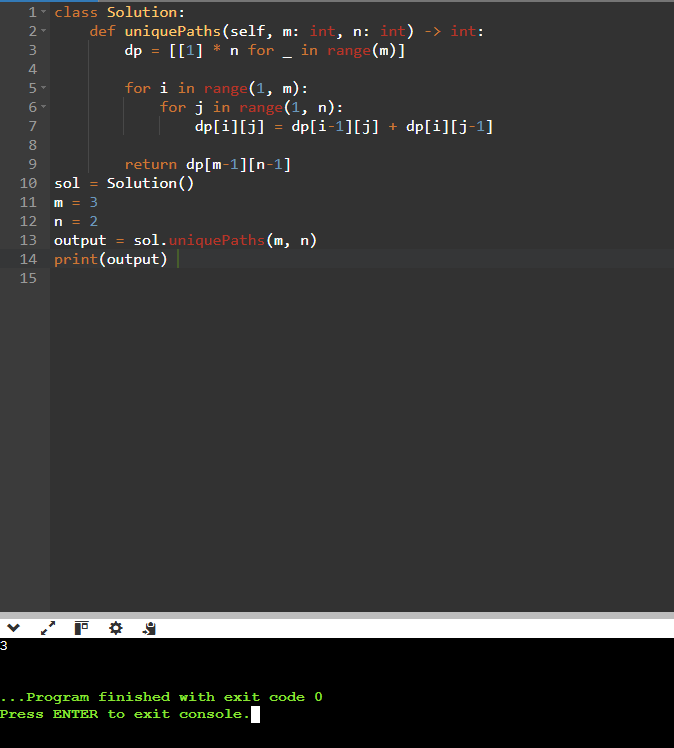 1 class Solution:
2     def uniquePaths(self, m: int, n: int) -> int:
3         dp = [[1] * n for _ in range(m)]
4
5         for i in range(1, m):
6             for j in range(1, n):
7                 dp[i][j] = dp[i-1][j] + dp[i][j-1]
8
9         return dp[m-1][n-1]
10 sol = Solution()
11 m = 3
12 n = 2
13 output = sol.uniquePaths(m, n)
14 print(output)
15
3
...Program finished with exit code 0
Press ENTER to exit console.